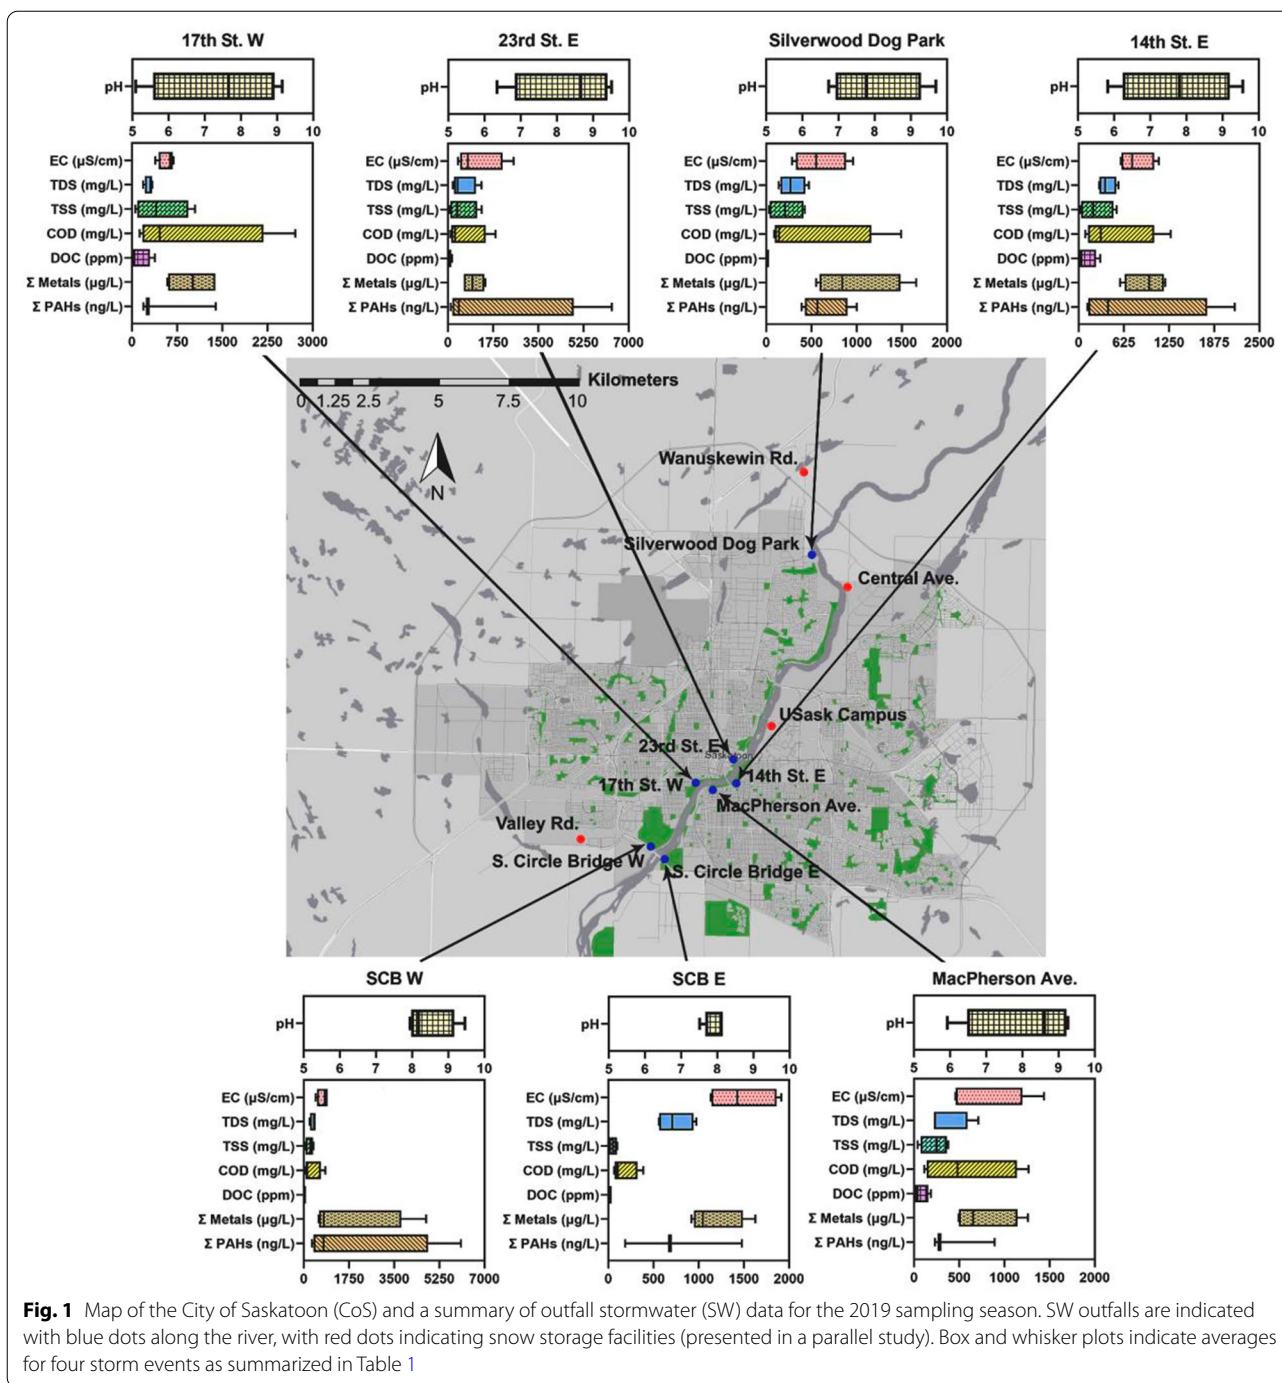 17th St. W
23rd St. E
Silverwood Dog Park
14th St. E
pH
5 6 7 8 9 10
pH
5 6 7 8 9 10
pH
5 6 7 8 9 10
pH
5 6 7 8 9 10
EC (µS/cm)
TDS (mg/L)
TSS (mg/L)
COD (mg/L)
DOC (ppm)
Σ Metals (µg/L)
Σ PAHs (ng/L)
0 750 1500 2250 3000
EC (µS/cm)
TDS (mg/L)
TSS (mg/L)
COD (mg/L)
DOC (ppm)
Σ Metals (µg/L)
Σ PAHs (ng/L)
0 1750 3500 5250 7000
EC (µS/cm)
TDS (mg/L)
TSS (mg/L)
COD (mg/L)
DOC (ppm)
Σ Metals (µg/L)
Σ PAHs (ng/L)
0 500 1000 1500 2000
EC (µS/cm)
TDS (mg/L)
TSS (mg/L)
COD (mg/L)
DOC (ppm)
Σ Metals (µg/L)
Σ PAHs (ng/L)
0 625 1250 1875 2500
Kilometers
0 1.25 2.5 5 7.5 10
N
Wanuskewin Rd.
Silverwood Dog Park
Central Ave.
USask Campus
23rd St. E
Saskatoon
17th St. W
14th St. E
MacPherson Ave.
Valley Rd.
S. Circle Bridge W
S. Circle Bridge E
SCB W
SCB E
MacPherson Ave.
pH
5 6 7 8 9 10
pH
5 6 7 8 9 10
pH
5 6 7 8 9 10
EC (µS/cm)
TDS (mg/L)
TSS (mg/L)
COD (mg/L)
DOC (ppm)
Σ Metals (µg/L)
Σ PAHs (ng/L)
0 1750 3500 5250 7000
EC (µS/cm)
TDS (mg/L)
TSS (mg/L)
COD (mg/L)
DOC (ppm)
Σ Metals (µg/L)
Σ PAHs (ng/L)
0 500 1000 1500 2000
EC (µS/cm)
TDS (mg/L)
TSS (mg/L)
COD (mg/L)
DOC (ppm)
Σ Metals (µg/L)
Σ PAHs (ng/L)
0 500 1000 1500 2000
Fig. 1 Map of the City of Saskatoon (CoS) and a summary of outfall stormwater (SW) data for the 2019 sampling season. SW outfalls are indicated
with blue dots along the river, with red dots indicating snow storage facilities (presented in a parallel study). Box and whisker plots indicate averages
for four storm events as summarized in Table 1